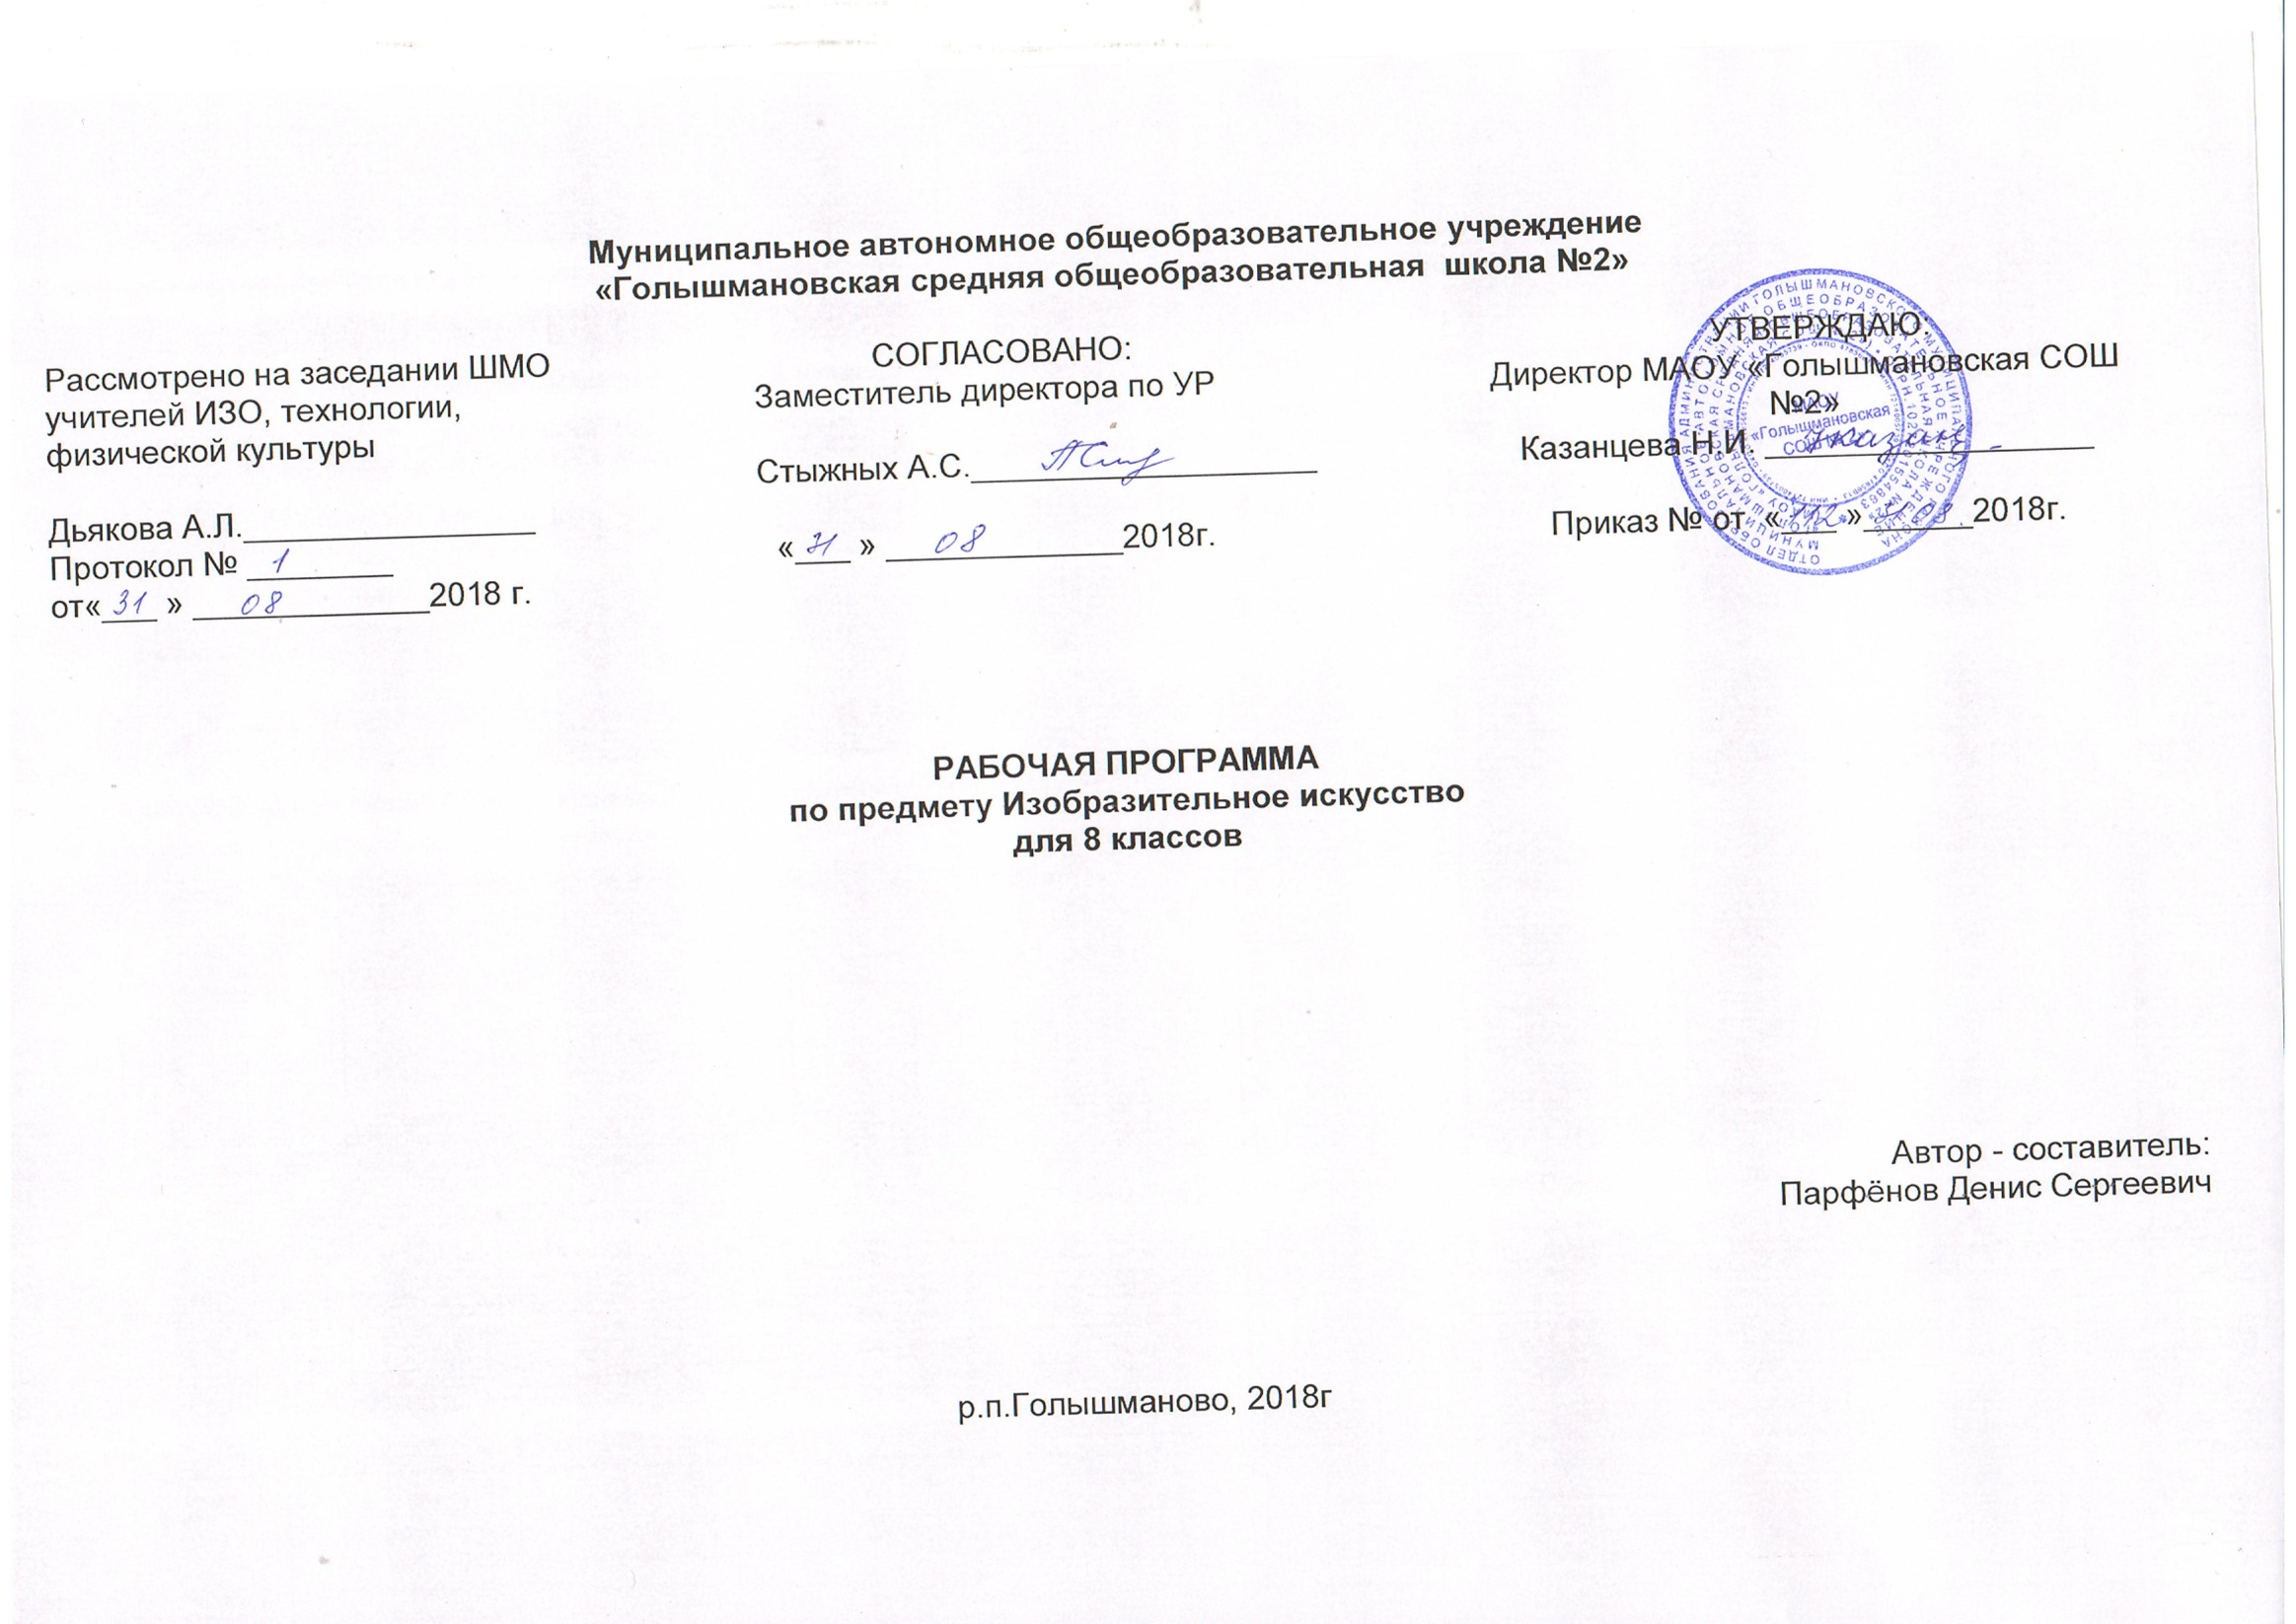 Муниципальное автономное общеобразовательное учреждение
«Голышмановская средняя общеобразовательная школа №2»
Рассмотрено на заседании ШМО
учителей ИЗО, технологии,
физической культуры
Дьякова А.Л.
Протокол № 1
от« 31 » 08 2018 г.
СОГЛАСОВАНО:
Заместитель директора по УР
Стыжных А.С.
« 31 » 08 2018г.
УТВЕРЖДАЮ:
Директор МАОУ «Голышмановская СОШ
№2»
Казанцева Н.И.
Приказ № от « » 2018г.
МАОУ
«Голышмановская
СОШ
РАБОЧАЯ ПРОГРАММА
по предмету Изобразительное искусство
для 8 классов
Автор - составитель:
Парфёнов Денис Сергеевич
р.п.Голышманово, 2018г